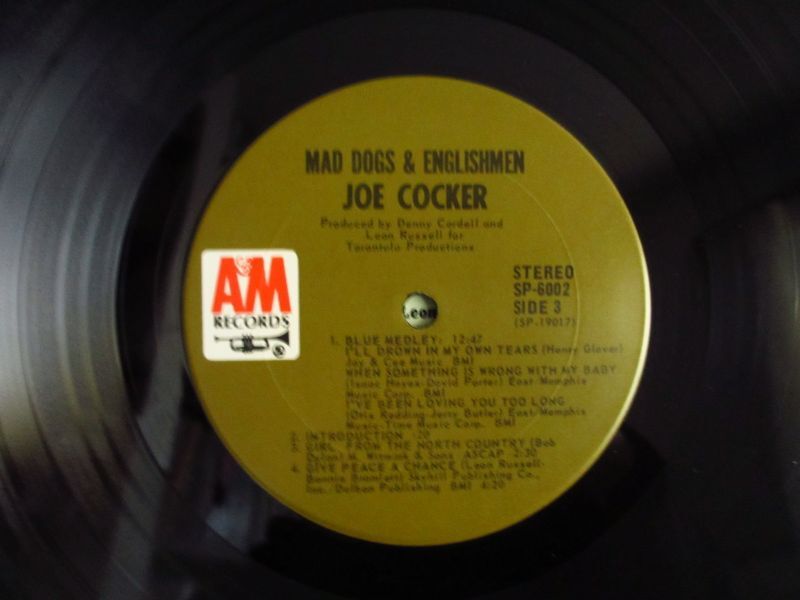 MAD DOGS & ENGLISHMEN
JOE COCKER
Produced by Denny Cordell and
Leon Russell for
Tarantula Productions
A&M
RECORDS
®
STEREO
SP-6002
SIDE 3
(SP-19017)
Leon
1. BLUE MEDLEY: 12:47
I'LL DROWN IN MY OWN TEARS (Henry Glover)
Jay & Cee Music BMI
WHEN SOMETHING IS WRONG WITH MY BABY
(Isaac Hayes-David Porter) East/Memphis
Music Corp. BMI
I'VE BEEN LOVING YOU TOO LONG
(Otis Redding-Jerry Butler) East/Memphis
Music-Time Music Corp. BMI
2. INTRODUCTION :20
3. GIRL FROM THE NORTH COUNTRY (Bob
Dylan) M. Witmark & Sons ASCAP 2:30
4. GIVE PEACE A CHANCE (Leon Russell-
Bonnie Bramlett) Skyhill Publishing Co.,
Inc./Delbon Publishing BMI 4:20